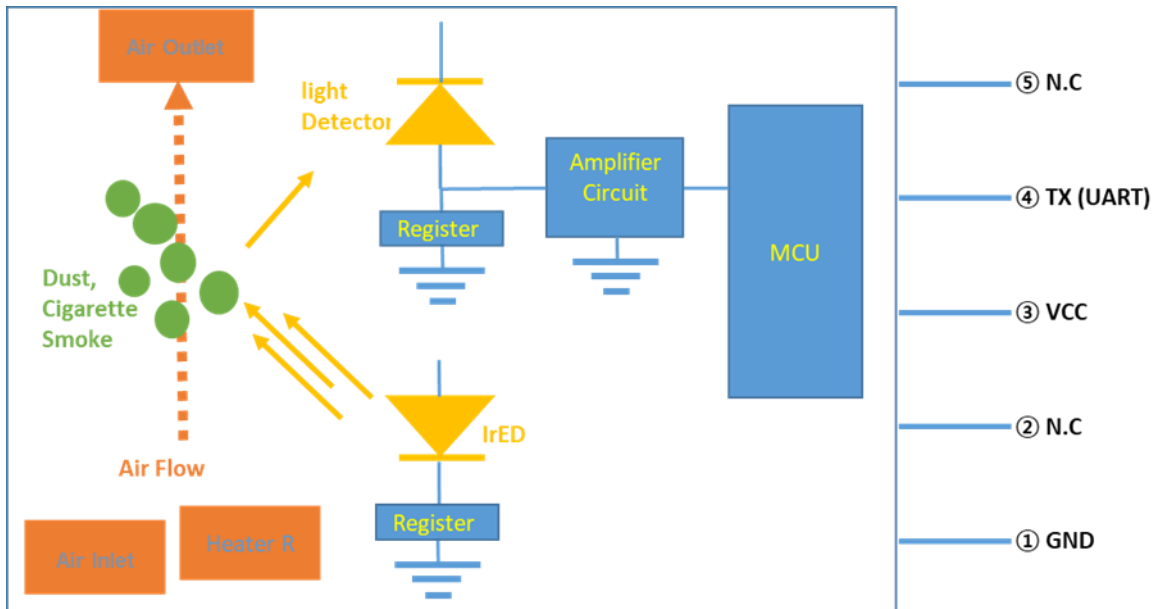 Air Outlet
light
Detector
Amplifier
Circuit
Register
MCU
Dust,
Cigarette
Smoke
IrED
Air Flow
Register
Air Inlet
Heater R
⑤ N.C
④ TX (UART)
③ VCC
② N.C
① GND